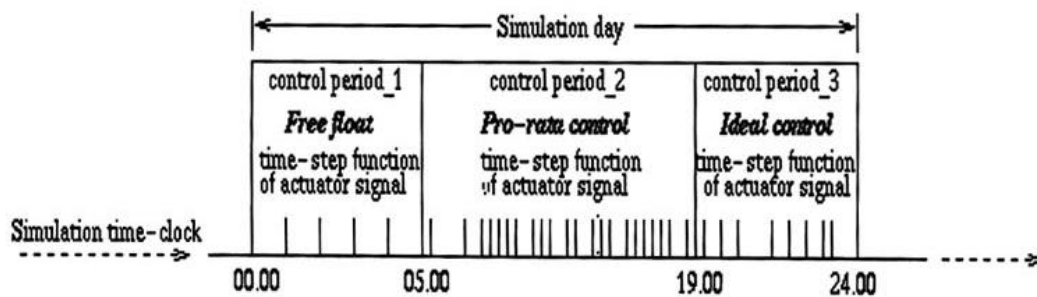 Simulation day
control period_1
control period_2
control period_3
Free float
Pro-rata control
Ideal control
time-step function
of actuator signal
time-step function
of actuator signal
time-step function
of actuator signal
Simulation time-clock
00.00
05.00
19.00
24.00